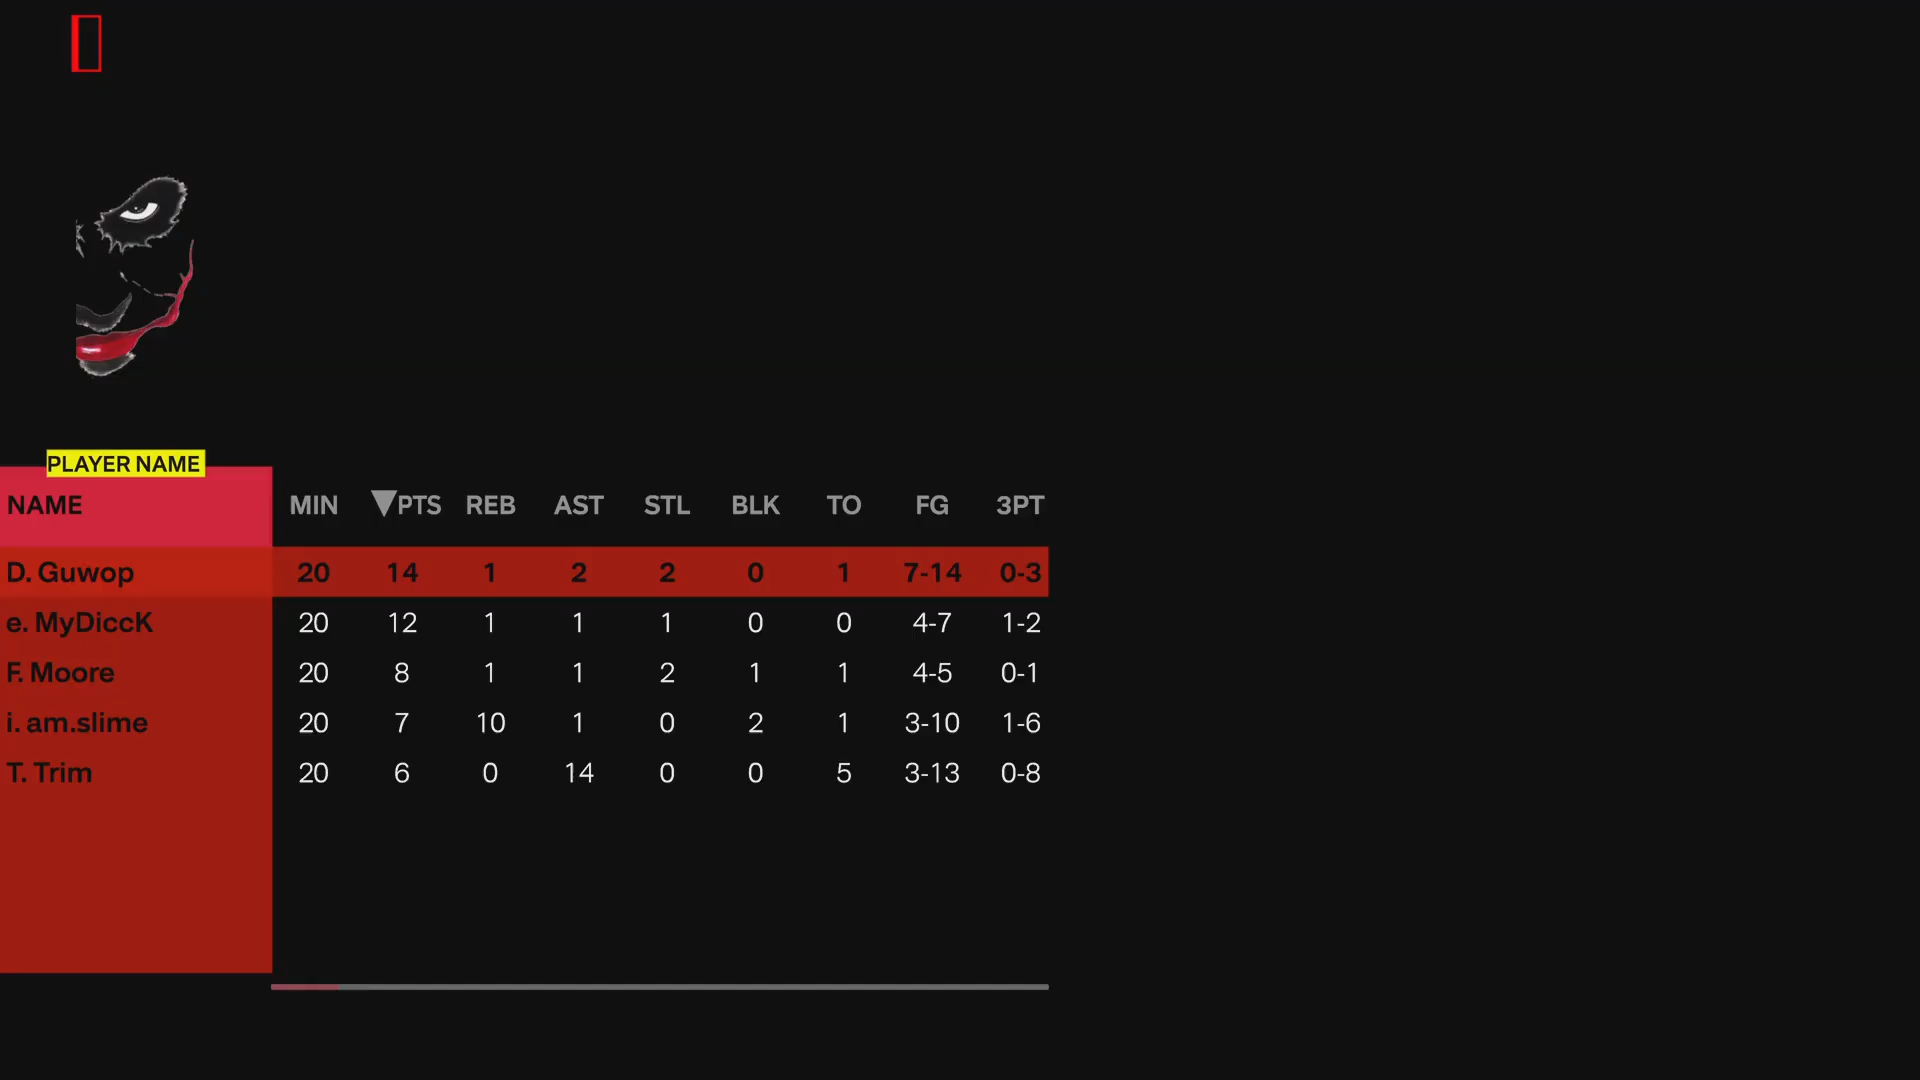 PLAYER NAME
NAME MIN ▼PTS REB AST STL BLK TO FG 3PT
D. Guwop 20 14 1 2 2 0 1 7-14 0-3
e. MyDiccK 20 12 1 1 1 0 0 4-7 1-2
F. Moore 20 8 1 1 2 1 1 4-5 0-1
i. am.slime 20 7 10 1 0 2 1 3-10 1-6
T. Trim 20 6 0 14 0 0 5 3-13 0-8